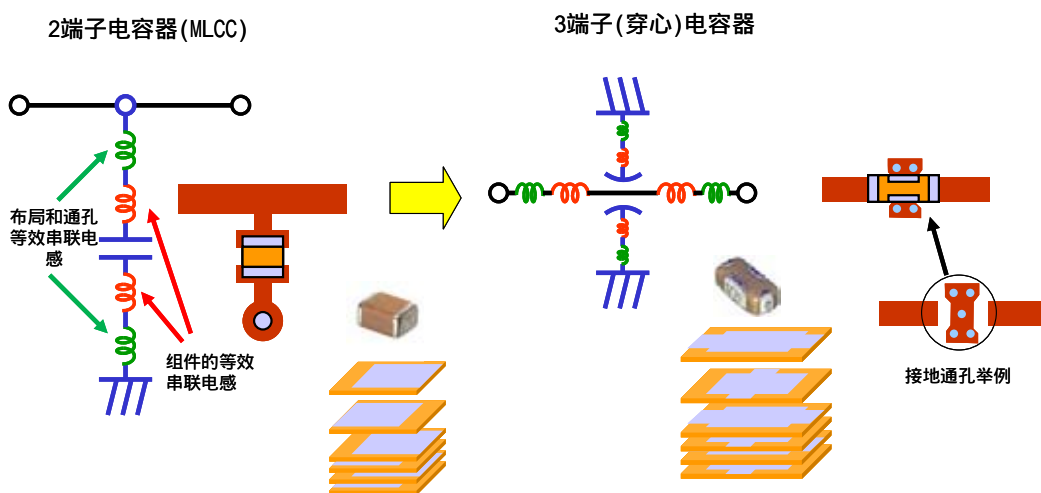 2端子电容器(MLCC)
3端子(穿心)电容器
布局和通孔
等效串联电
感
组件的等效
串联电感
接地通孔举例